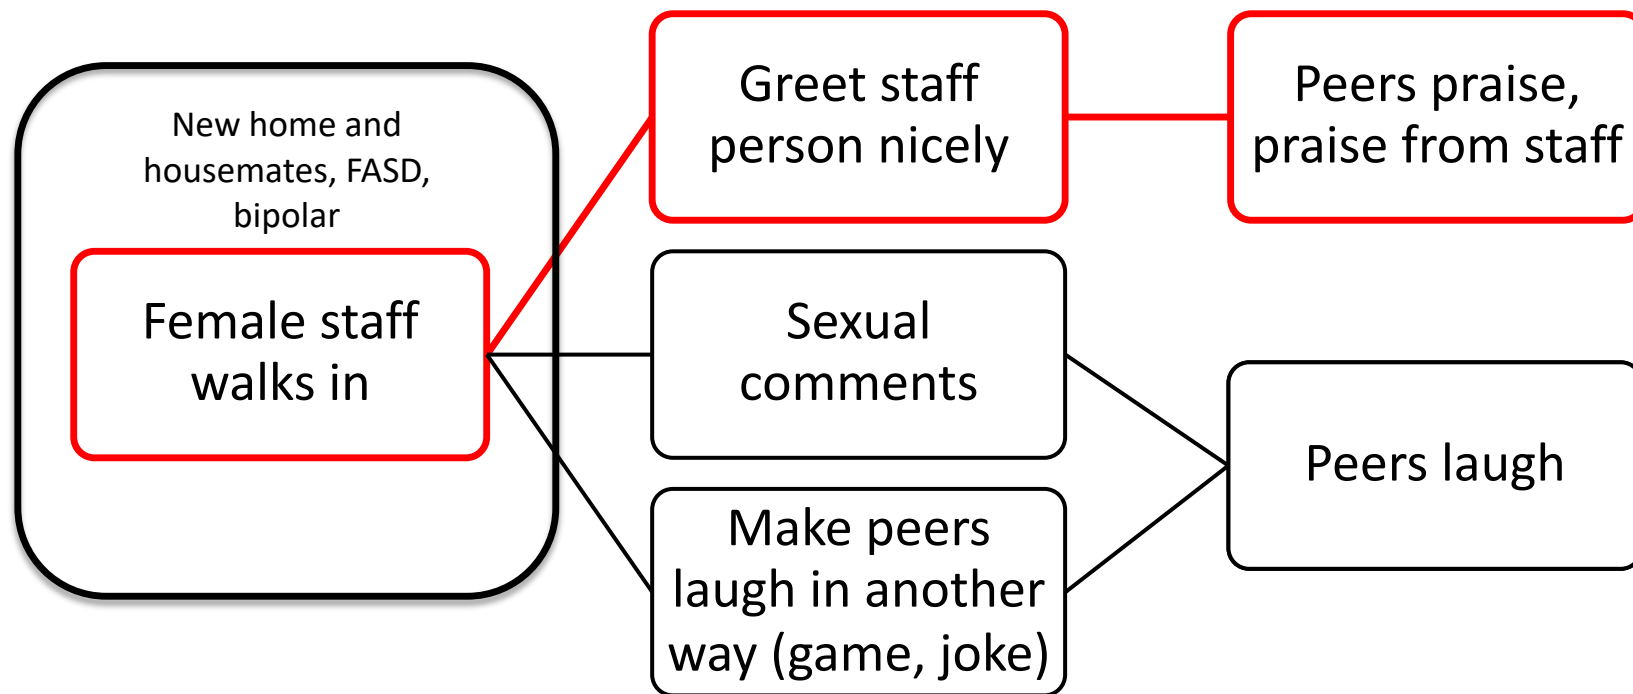 New home and
housemates, FASD,
bipolar
Female staff
walks in
Greet staff
person nicely
Peers praise,
praise from staff
Sexual
comments
Make peers
laugh in another
way (game, joke)
Peers laugh